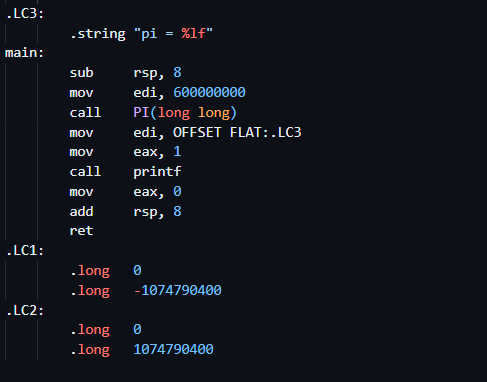 .LC3:
.string "pi = %lf"
main:
sub rsp, 8
mov edi, 600000000
call PI(long long)
mov edi, OFFSET FLAT:.LC3
mov eax, 1
call printf
mov eax, 0
add rsp, 8
ret
.LC1:
.long 0
.long -1074790400
.LC2:
.long 0
.long 1074790400